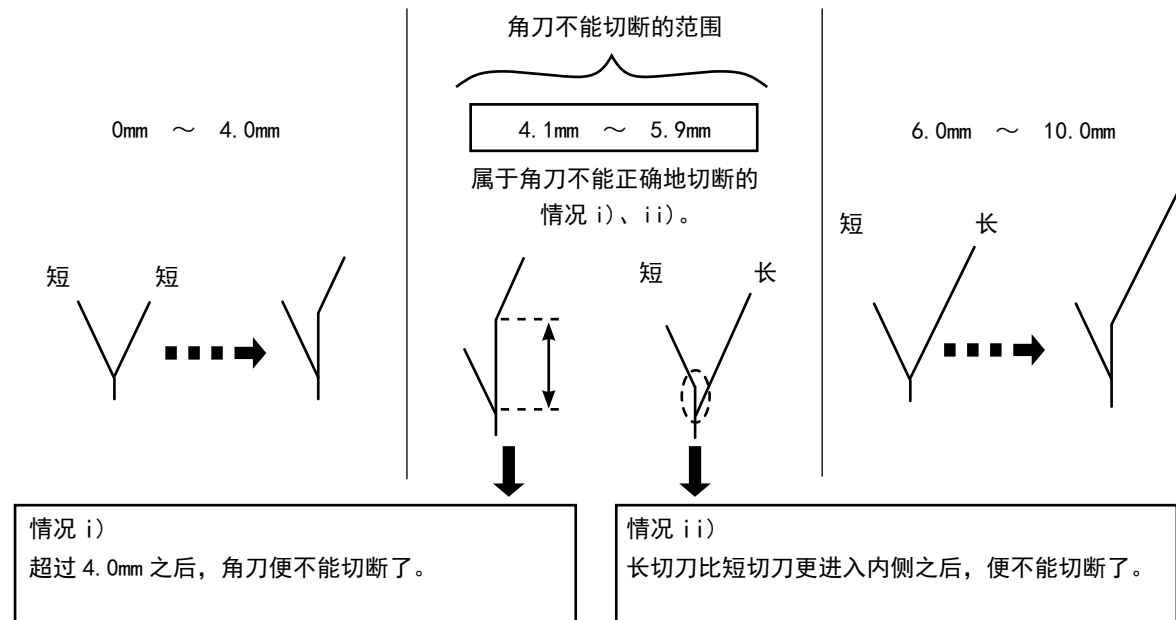 角刀不能切断的范围
0mm ～ 4.0mm
4.1mm ～ 5.9mm
6.0mm ～ 10.0mm
属于角刀不能正确地切断的
情况 i)、ii)。
短 短
短 长
短 长
情况 i)
超过 4.0mm 之后，角刀便不能切断了。
情况 ii)
长切刀比短切刀更进入内侧之后，便不能切断了。